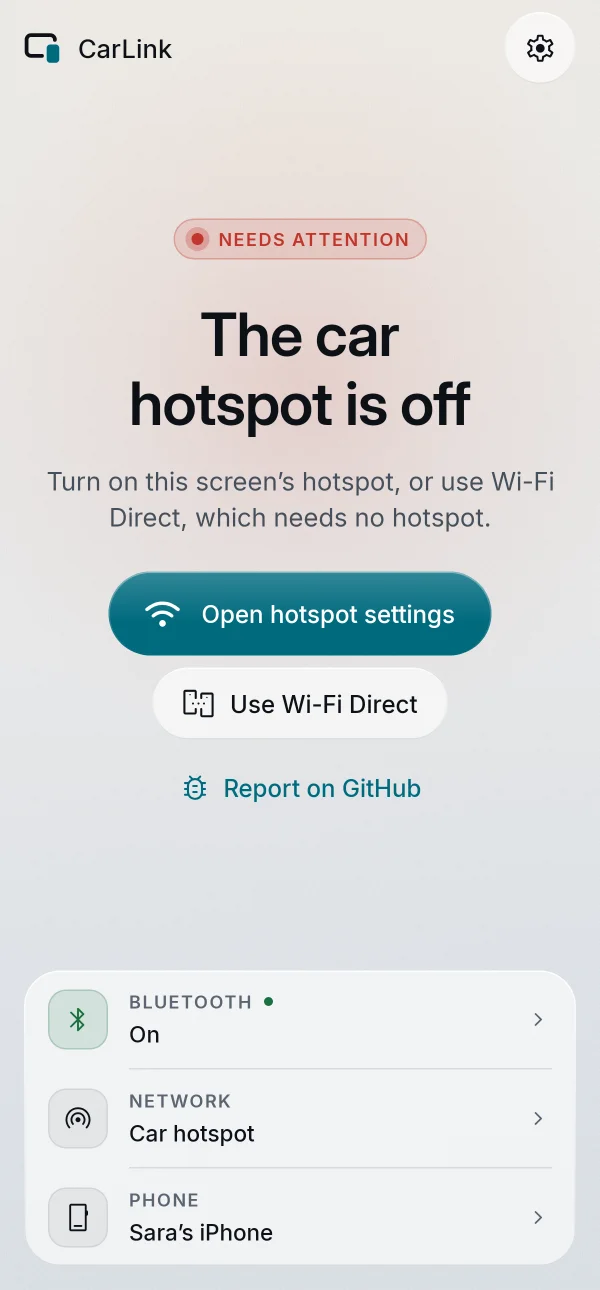 CarLink
NEEDS ATTENTION
The car
hotspot is off
Turn on this screen’s hotspot, or use Wi-Fi
Direct, which needs no hotspot.
Open hotspot settings
Use Wi-Fi Direct
Report on GitHub
BLUETOOTH
On
NETWORK
Car hotspot
PHONE
Sara’s iPhone